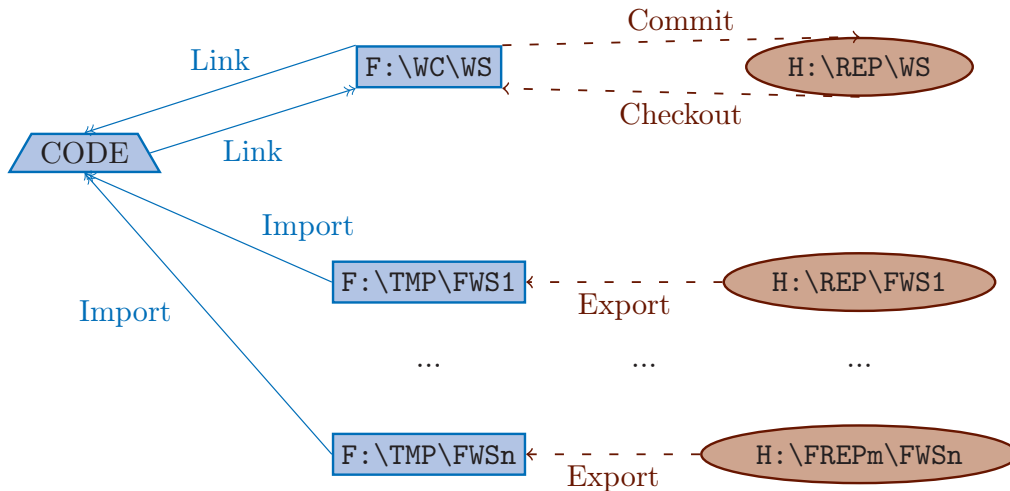 Commit
Link
F:\WC\WS
H:\REP\WS
Checkout
CODE
Link
Import
F:\TMP\FWS1
H:\REP\FWS1
Export
Import
... ... ...
F:\TMP\FWSn
H:\FREPm\FWSn
Export